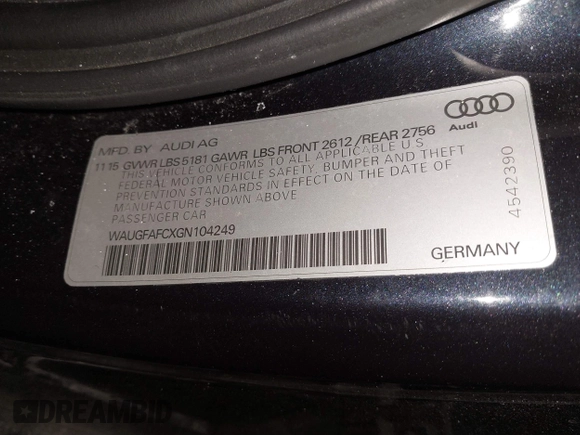 MFD. BY AUDI AG
11 15 GVWR LBS 5181 GAWR LBS FRONT 2612 / REAR 2756
THIS VEHICLE CONFORMS TO ALL APPLICABLE U S
FEDERAL MOTOR VEHICLE SAFETY, BUMPER AND THEFT
PREVENTION STANDARDS IN EFFECT ON THE DATE OF
MANUFACTURE SHOWN ABOVE
PASSENGER CAR
WAUGFAFCXGN104249
Audi
4542390
GERMANY
DREAMBID